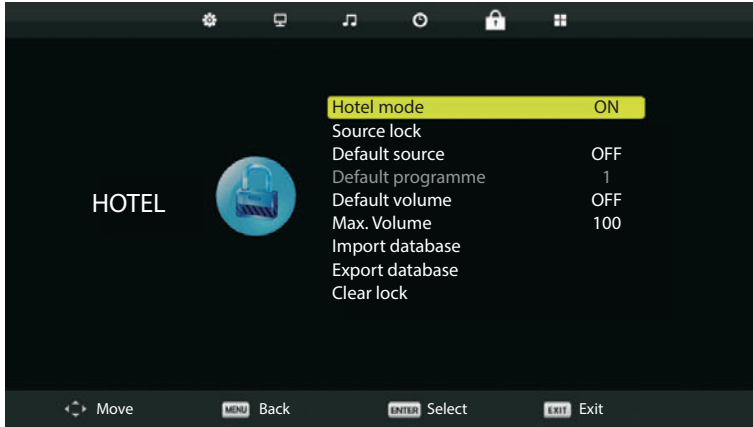 Hotel mode ON
Source lock
Default source OFF
Default programme 1
HOTEL
Default volume OFF
Max. Volume 100
Import database
Export database
Clear lock
Move MENU Back ENTER Select EXIT Exit